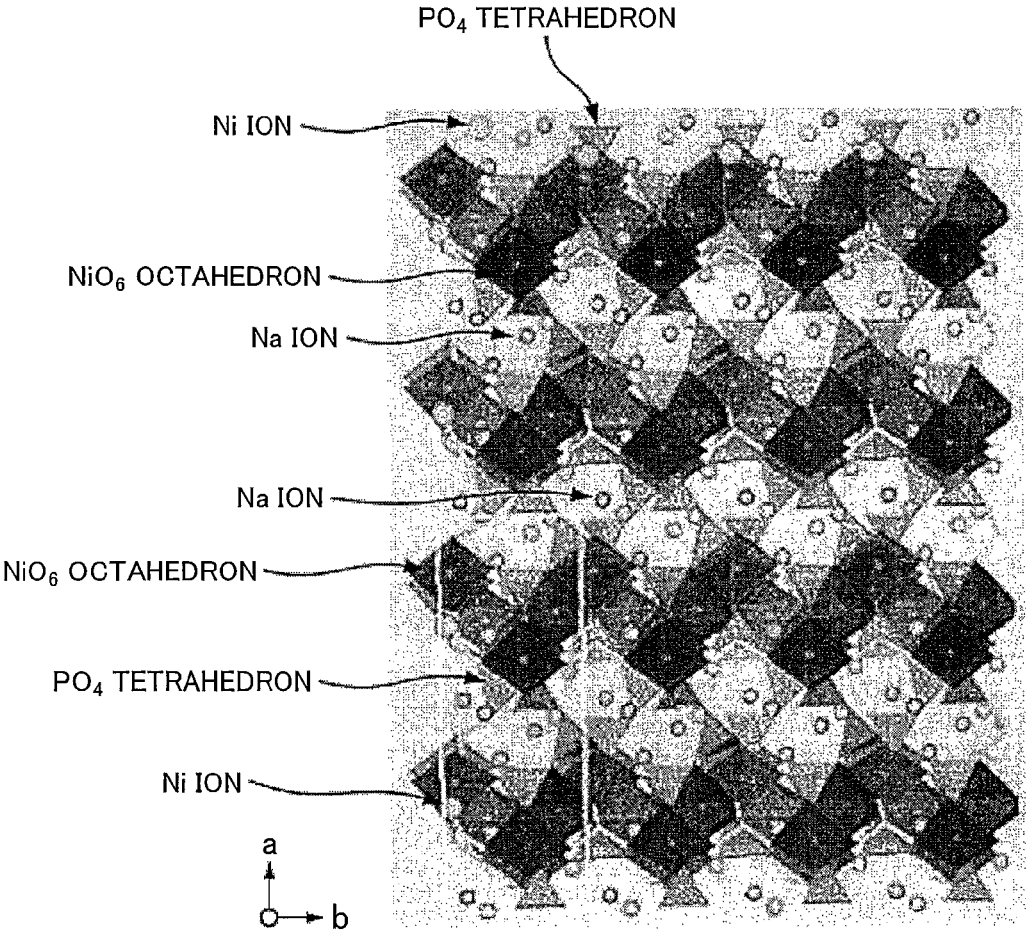 PO₄ TETRAHEDRON
Ni ION
NiO₆ OCTAHEDRON
Na ION
Na ION
NiO₆ OCTAHEDRON
PO₄ TETRAHEDRON
Ni ION
a
b